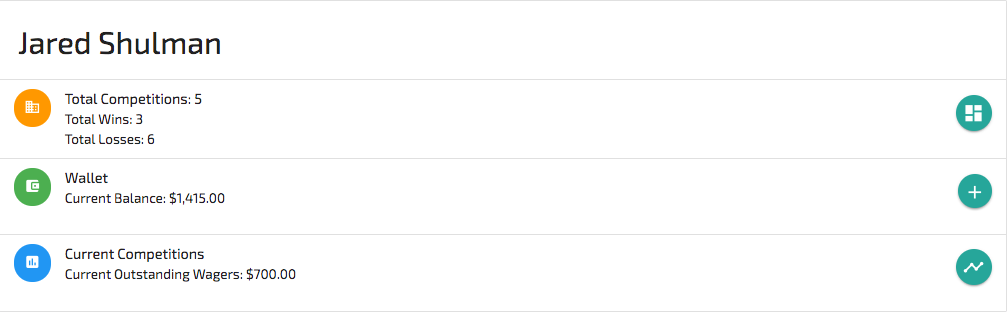 Jared Shulman
Total Competitions: 5
Total Wins: 3
Total Losses: 6
Wallet
Current Balance: $1,415.00
Current Competitions
Current Outstanding Wagers: $700.00